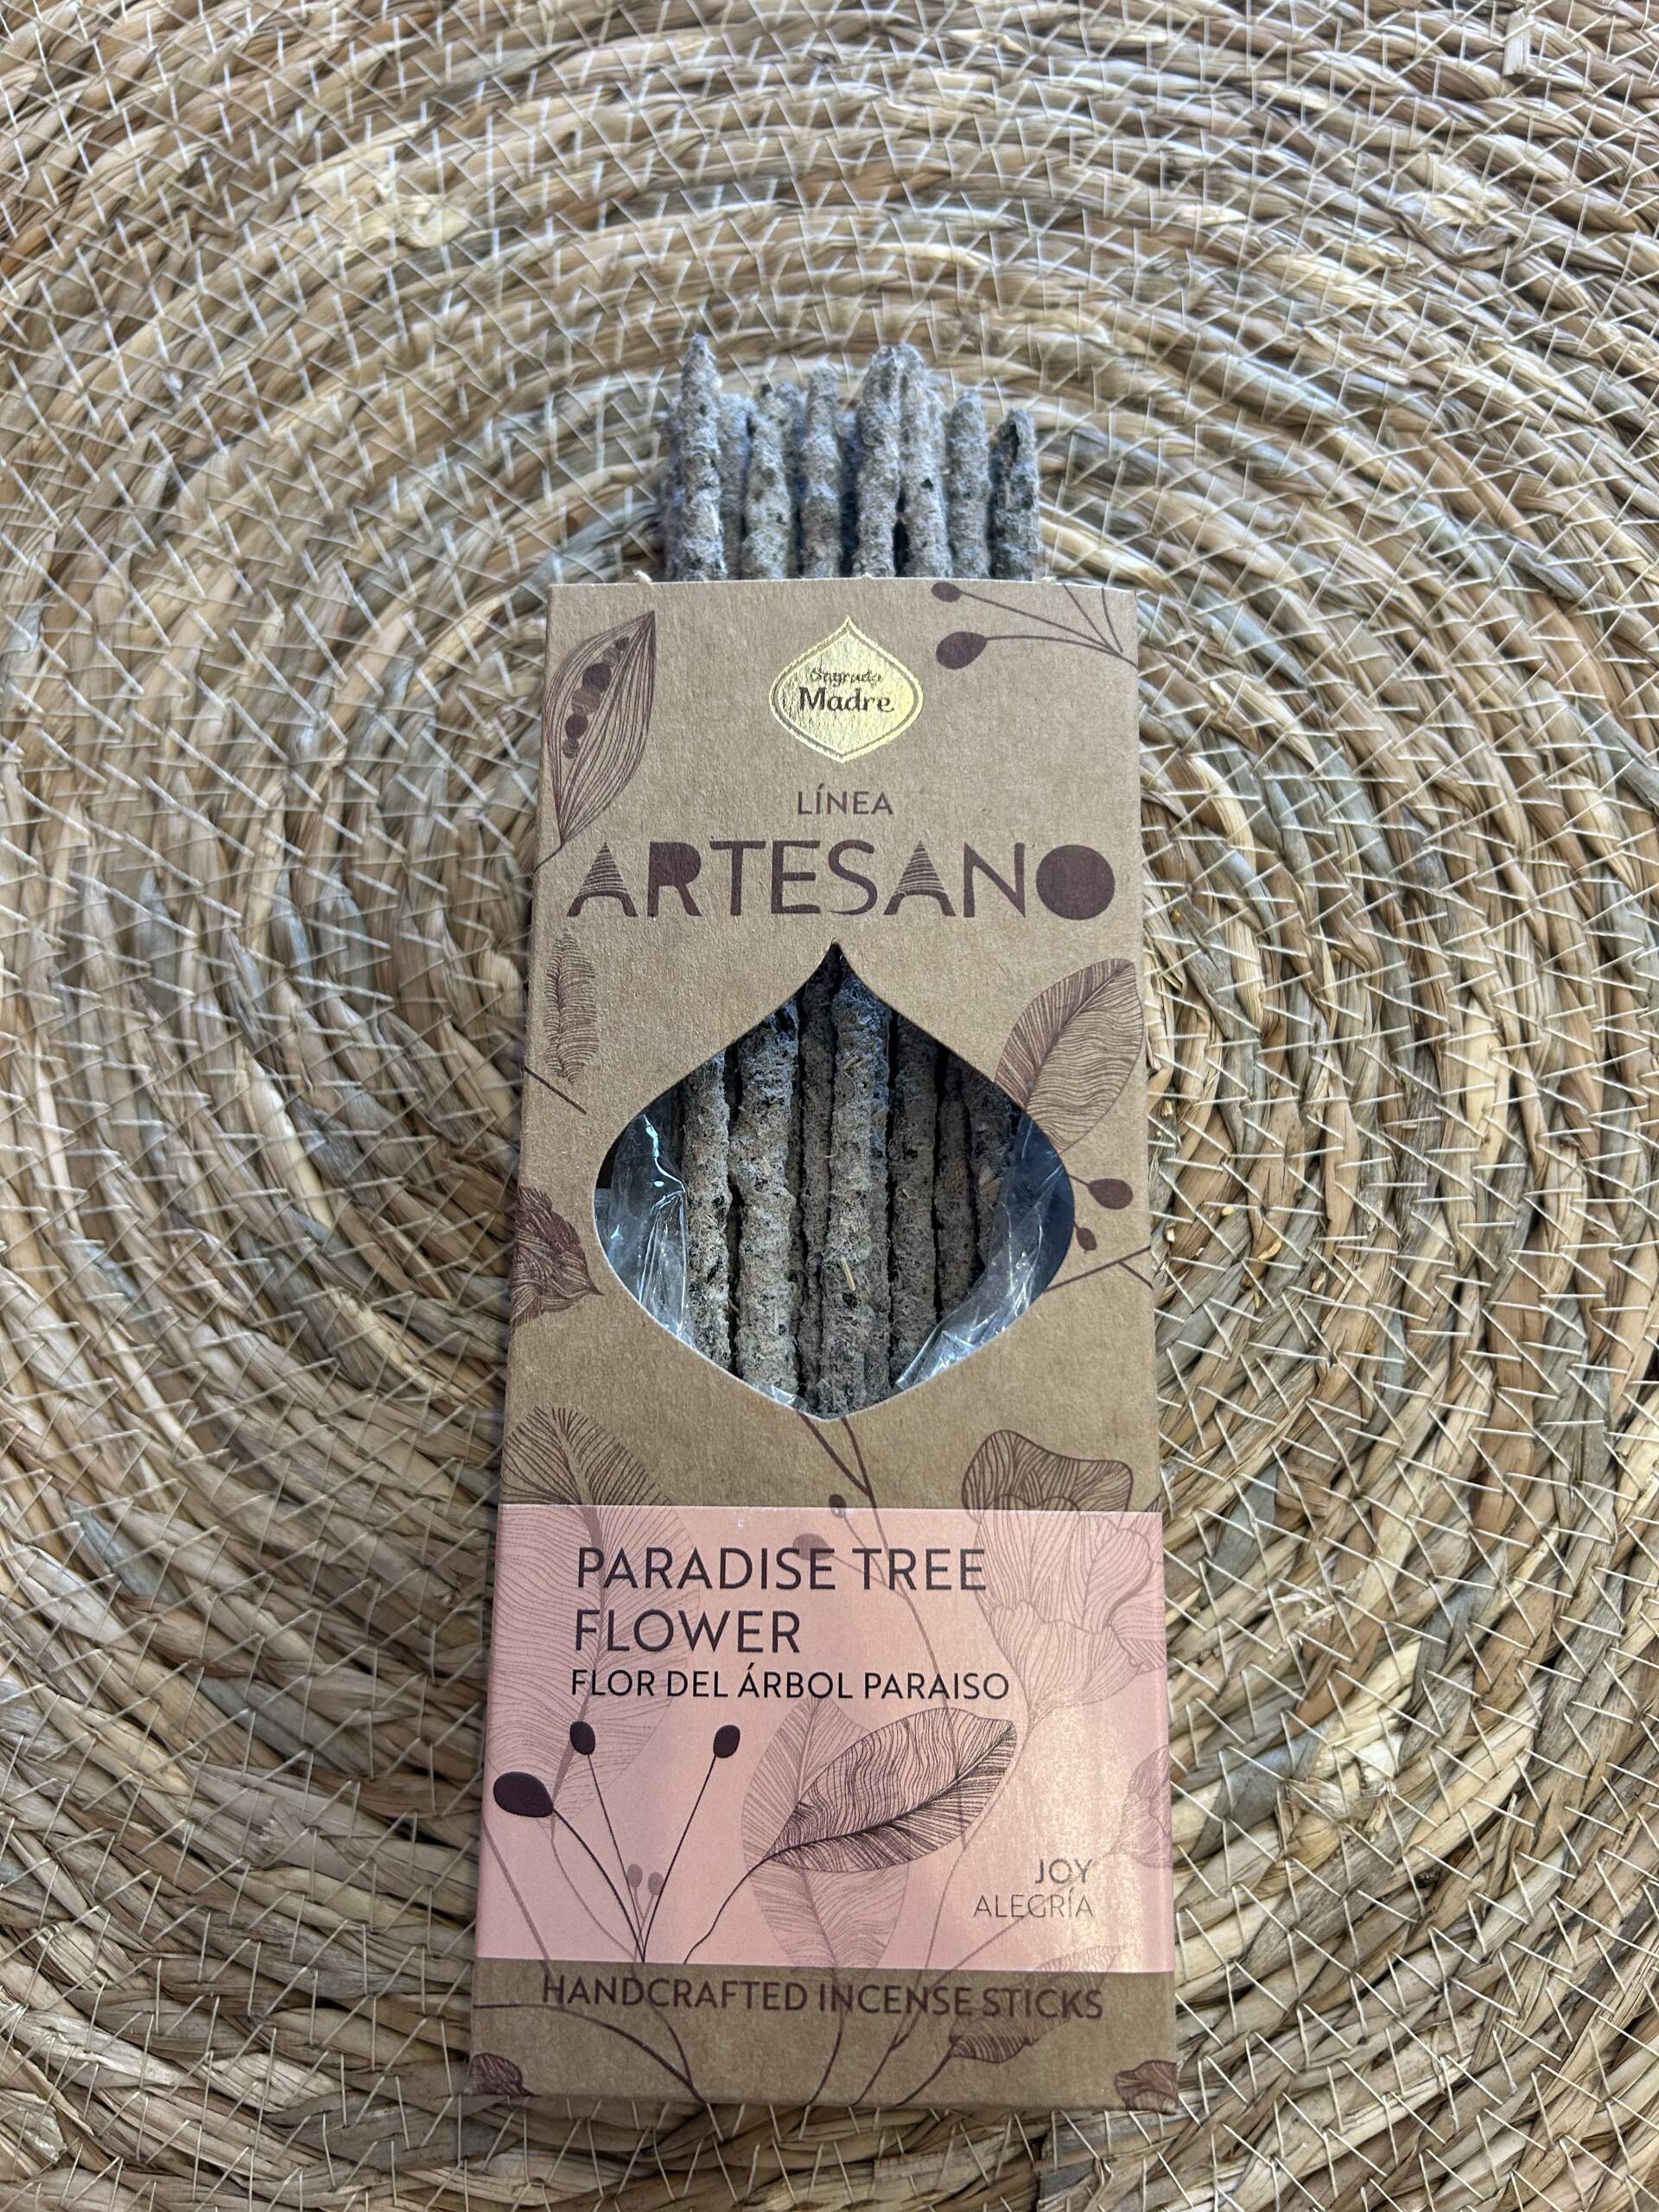 Sagrada
Madre
LÍNEA
ARTESANO
PARADISE TREE
FLOWER
FLOR DEL ÁRBOL PARAISO
JOY
ALEGRÍA
HANDCRAFTED INCENSE STICKS